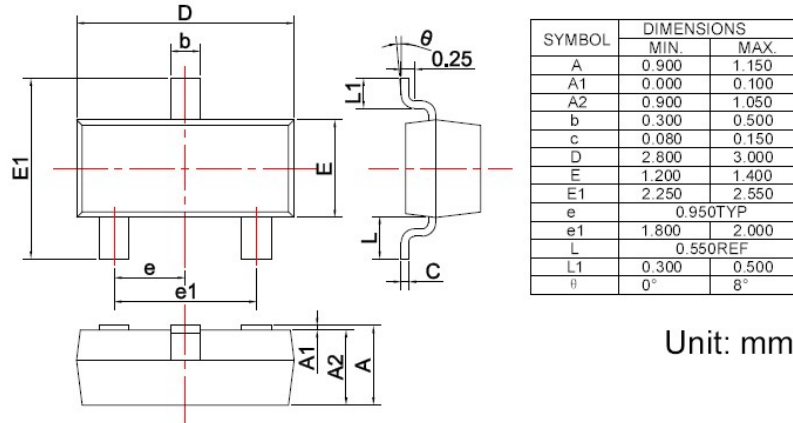 D
b
θ
0.25
L1
E1
E
L
C
e
e1
A1
A2
A
SYMBOL DIMENSIONS
MIN. MAX.
A 0.900 1.150
A1 0.000 0.100
A2 0.900 1.050
b 0.300 0.500
c 0.080 0.150
D 2.800 3.000
E 1.200 1.400
E1 2.250 2.550
e 0.950TYP
e1 1.800 2.000
L 0.550REF
L1 0.300 0.500
θ 0° 8°
Unit: mm